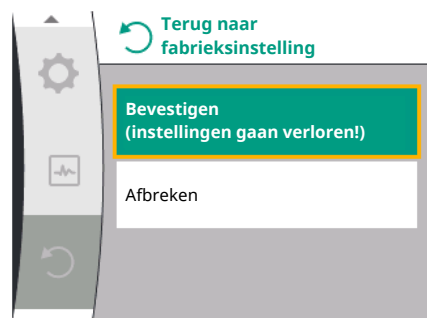 Terug naar
fabrieksinstelling
Bevestigen
(instellingen gaan verloren!)
Afbreken